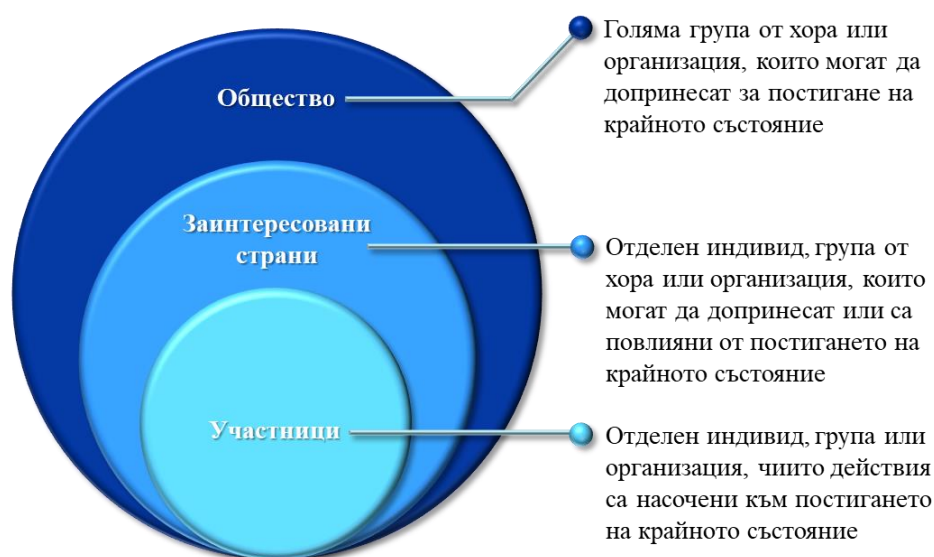 Общество
Голяма група от хора или
организация, които могат да
допринесат за постигане на
крайното състояние
Заинтересовани
страни
Отделен индивид, група от
хора или организация, които
могат да допринесат или са
повлияни от постигането на
крайното състояние
Участници
Отделен индивид, група или
организация, чиито действия
са насочени към постигането
на крайното състояние